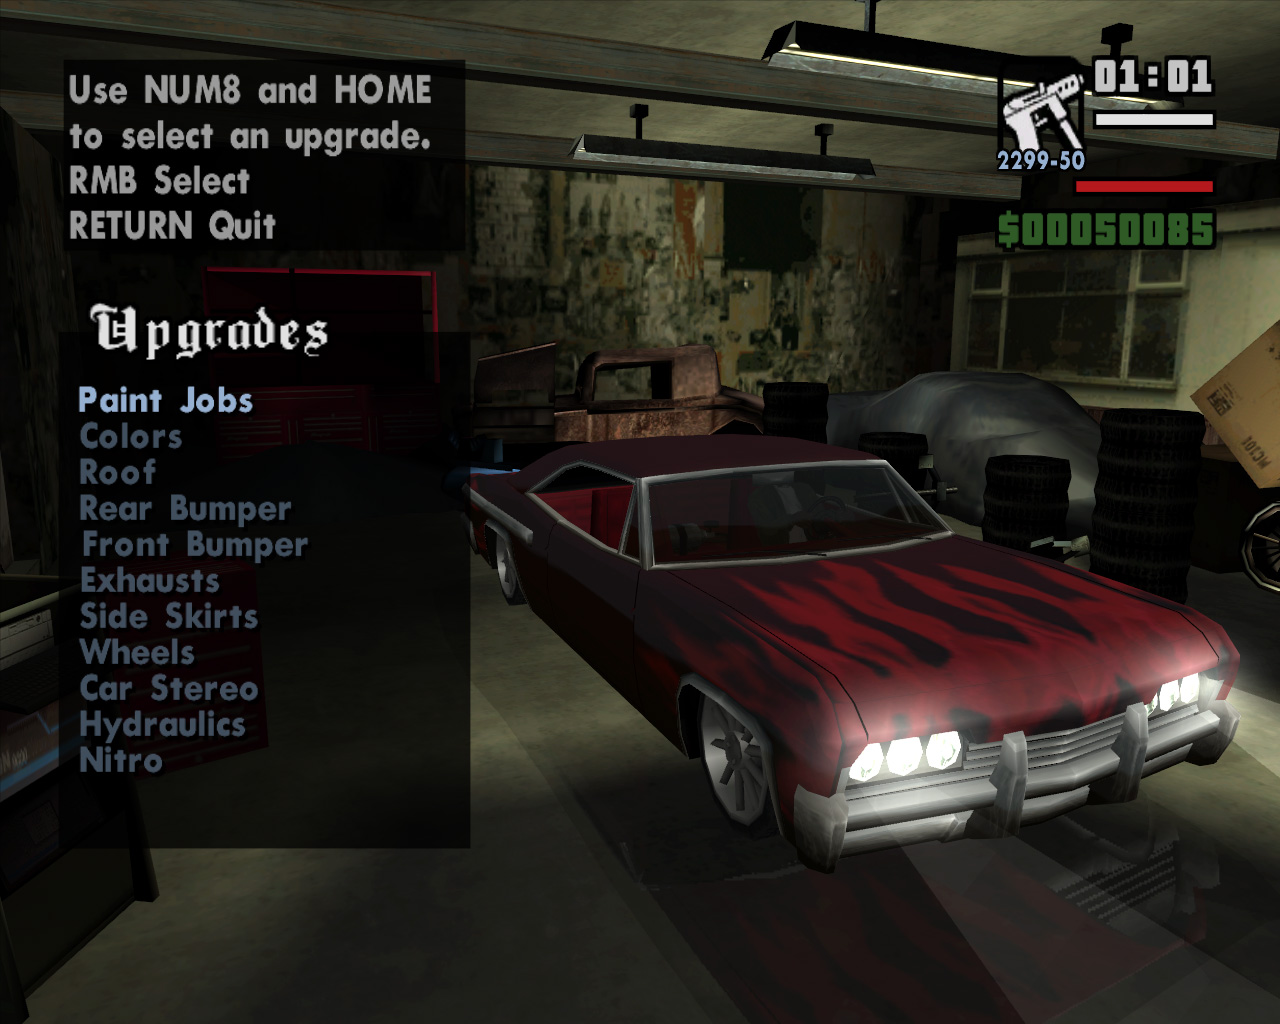 Use NUM8 and HOME
to select an upgrade.
RMB Select
RETURN Quit
01:01
2299-50
$00050085
Upgrades
Paint Jobs
Colors
Roof
Rear Bumper
Front Bumper
Exhausts
Side Skirts
Wheels
Car Stereo
Hydraulics
Nitro